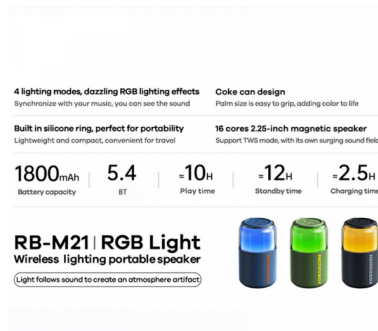 4 lighting modes, dazzling RGB lighting effects
Synchronize with your music, you can see the sound
Coke can design
Palm size is easy to grip, adding color to life
Built in silicone ring, perfect for portability
Lightweight and compact, convenient for travel
16 cores 2.25-inch magnetic speaker
Support TWS mode, with its own surging sound field
1800mAh
Battery capacity
5.4
BT
≈10H
Play time
≈12H
Standby time
≈2.5H
Charging time
RB-M21 | RGB Light
Wireless lighting portable speaker
Light follows sound to create an atmosphere artifact